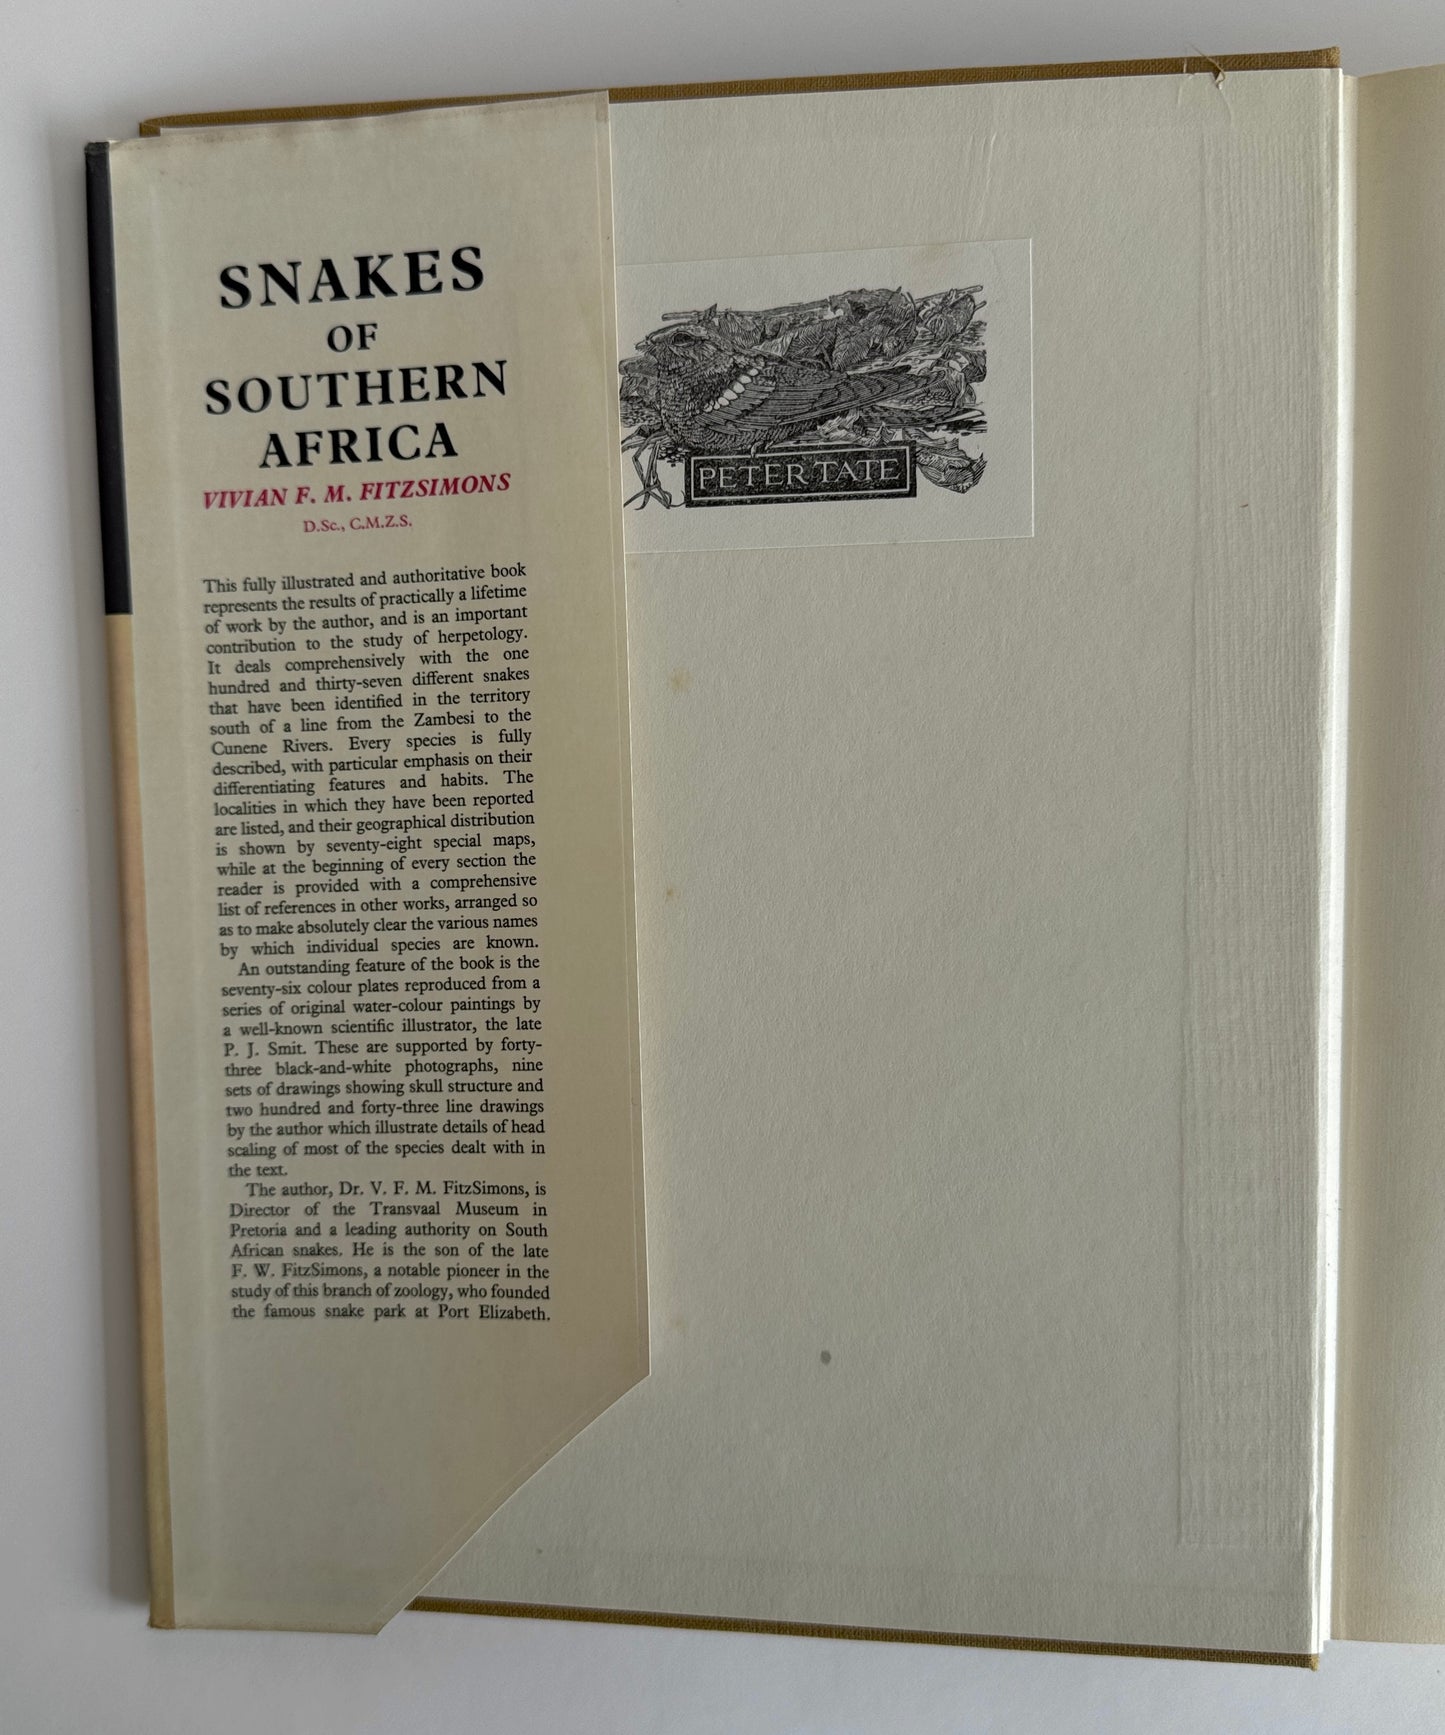 SNAKES
OF
SOUTHERN
AFRICA
VIVIAN F. M. FITZSIMONS
D.Sc., C.M.Z.S.
This fully illustrated and authoritative book
represents the results of practically a lifetime
of work by the author, and is an important
contribution to the study of herpetology.
It deals comprehensively with the one
hundred and thirty-seven different snakes
that have been identified in the territory
south of a line from the Zambesi to the
Cunene Rivers. Every species is fully
described, with particular emphasis on their
differentiating features and habits. The
localities in which they have been reported
are listed, and their geographical distribution
is shown by seventy-eight special maps,
while at the beginning of every section the
reader is provided with a comprehensive
list of references in other works, arranged so
as to make absolutely clear the various names
by which individual species are known.
An outstanding feature of the book is the
seventy-six colour plates reproduced from a
series of original water-colour paintings by
a well-known scientific illustrator, the late
P. J. Smit. These are supported by forty-
three black-and-white photographs, nine
sets of drawings showing skull structure and
two hundred and forty-three line drawings
by the author which illustrate details of head
scaling of most of the species dealt with in
the text.
The author, Dr. V. F. M. FitzSimons, is
Director of the Transvaal Museum in
Pretoria and a leading authority on South
African snakes. He is the son of the late
F. W. FitzSimons, a notable pioneer in the
study of this branch of zoology, who founded
the famous snake park at Port Elizabeth.
PETER TATE